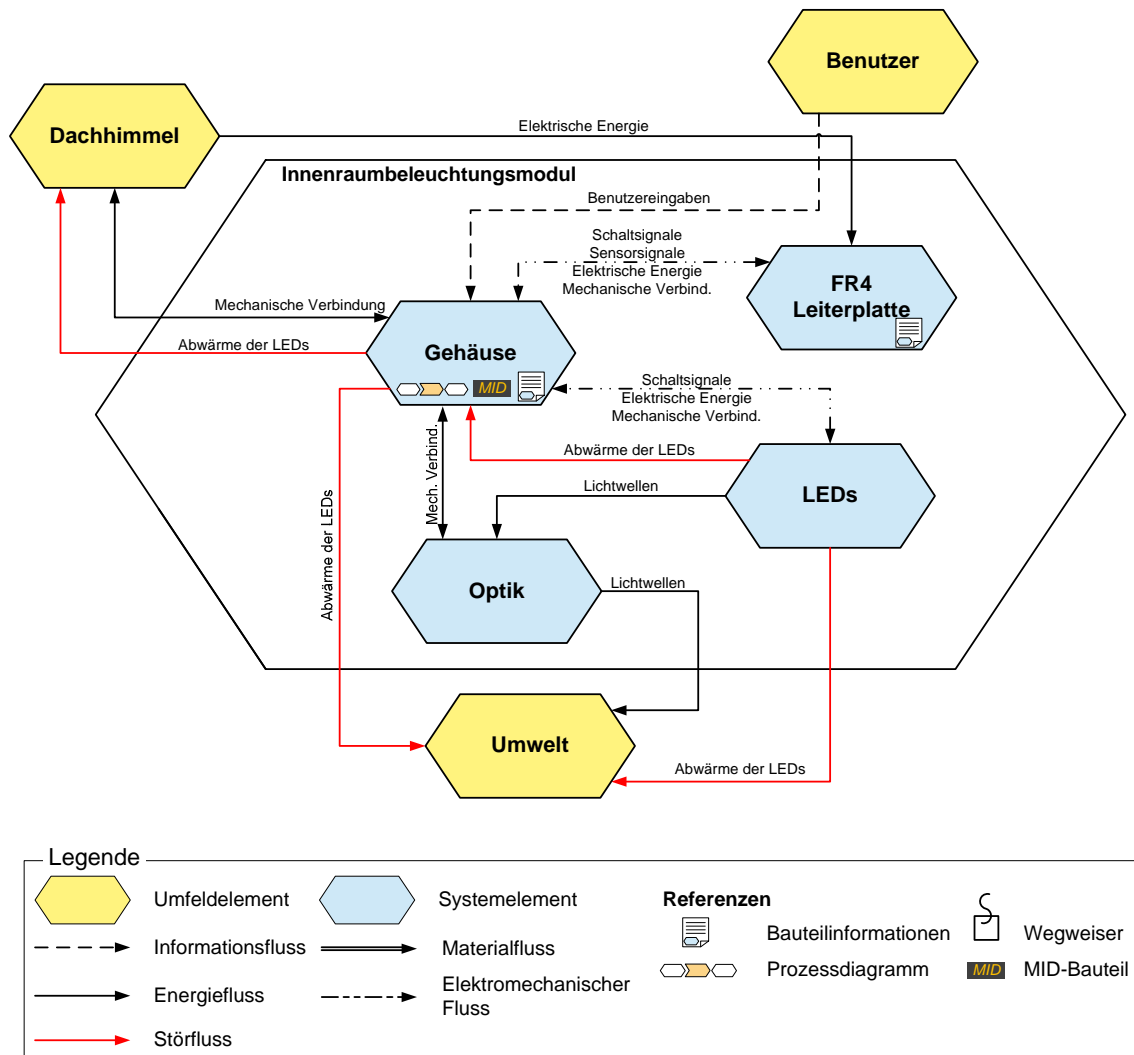 Benutzer
Dachhimmel
Elektrische Energie
Innenraumbeleuchtungsmodul
Benutzereingaben
Schaltsignale
Sensorsignale
Elektrische Energie
Mechanische Verbind.
FR4
Leiterplatte
Mechanische Verbindung
Abwärme der LEDs
Gehäuse
MID
Schaltsignale
Elektrische Energie
Mechanische Verbind.
Abwärme der LEDs
Mech. Verbind.
Lichtwellen
LEDs
Abwärme der LEDs
Optik
Lichtwellen
Umwelt
Abwärme der LEDs
Legende
Umfeldelement
Systemelement
Referenzen
Bauteilinformationen
Wegweiser
Informationsfluss
Materialfluss
Prozessdiagramm
MID
MID-Bauteil
Energiefluss
Elektromechanischer
Fluss
Störfluss